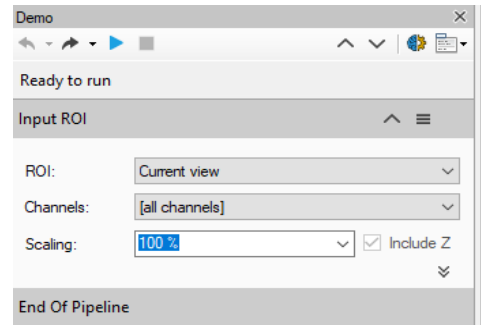 Demo
Ready to run
Input ROI
ROI: Current view
Channels: [all channels]
Scaling: 100 % Include Z
End Of Pipeline